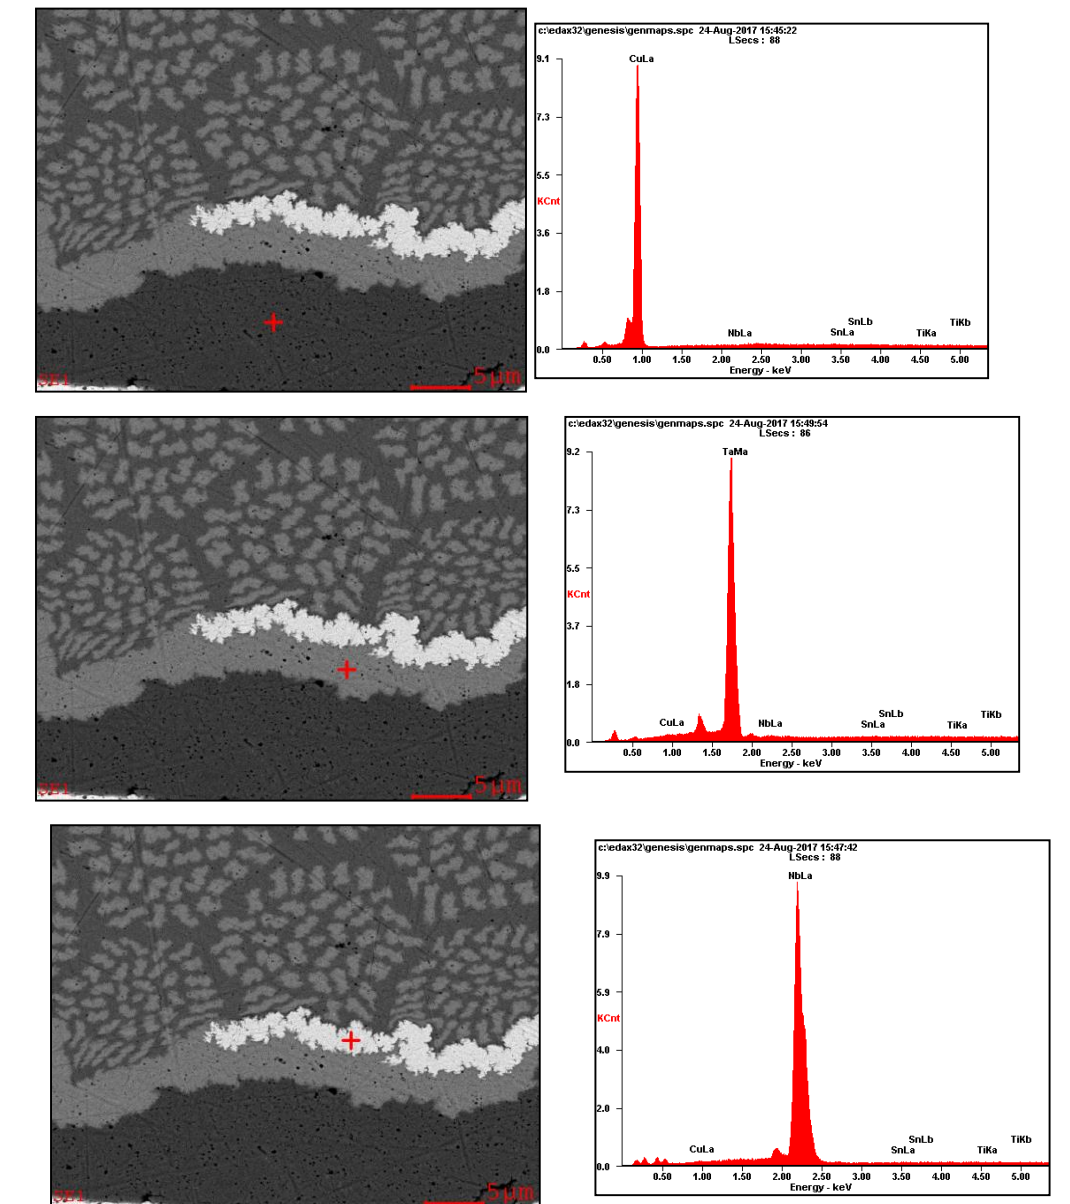 c:\edax32\genesis\genmaps.spc 24-Aug-2017 15:45:22
LSecs : 88
9.1
CuLa
7.3
5.5
KCnt
3.6
1.8
SnLb
TiKb
NbLa
SnLa
TiKa
0.0
0.50 1.00 1.50 2.00 2.50 3.00 3.50 4.00 4.50 5.00
Energy - keV
SE1
5µm
c:\edax32\genesis\genmaps.spc 24-Aug-2017 15:49:54
LSecs : 86
9.2
TaMa
7.3
5.5
KCnt
3.7
1.8
SnLb
TiKb
CuLa
NbLa
SnLa
TiKa
0.0
0.50 1.00 1.50 2.00 2.50 3.00 3.50 4.00 4.50 5.00
Energy - keV
SE1
5µm
c:\edax32\genesis\genmaps.spc 24-Aug-2017 15:47:42
LSecs : 88
9.9
NbLa
7.9
5.9
KCnt
4.0
2.0
SnLb
TiKb
CuLa
SnLa
TiKa
0.0
0.50 1.00 1.50 2.00 2.50 3.00 3.50 4.00 4.50 5.00
Energy - keV
SE1
5µm